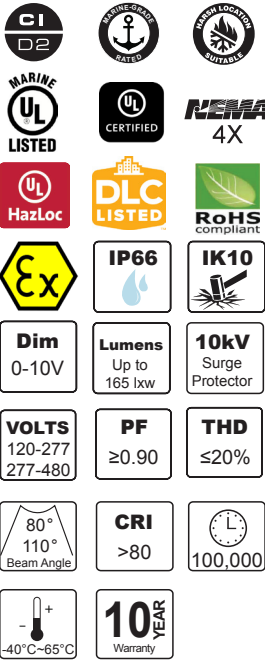 CI
D2
MARINE-GRADE
RATED
HARSH LOCATION
SUITABLE
MARINE
UL
LISTED
UL
CERTIFIED
NEMA
4X
UL
HazLoc
DLC
LISTED
RoHS
compliant
Ex
IP66
IK10
Dim
0-10V
Lumens
Up to
165 lxw
10kV
Surge
Protector
VOLTS
120-277
277-480
PF
≥0.90
THD
≤20%
80°
110°
Beam Angle
CRI
>80
100,000
- +
-40°C~65°C
10 YEAR
Warranty